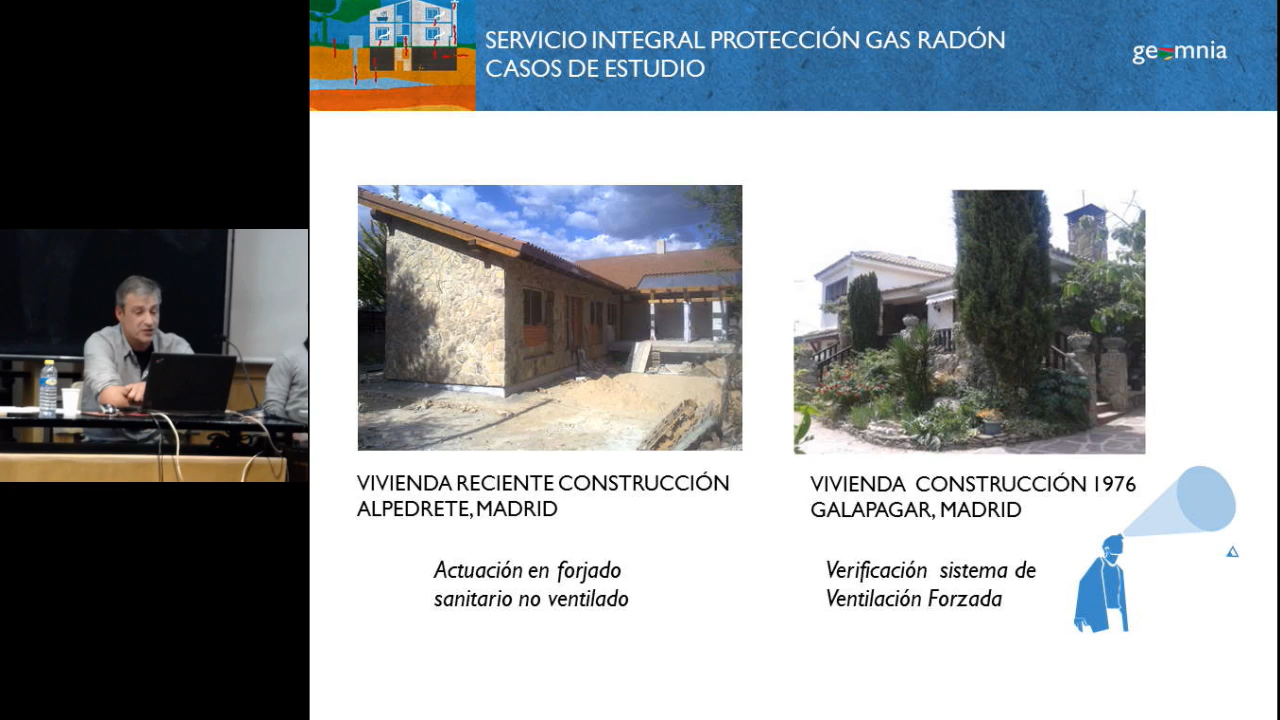 SERVICIO INTEGRAL PROTECCIÓN GAS RADÓN
CASOS DE ESTUDIO
geomnia
VIVIENDA RECIENTE CONSTRUCCIÓN
ALPEDRETE, MADRID
Actuación en forjado
sanitario no ventilado
VIVIENDA CONSTRUCCIÓN 1976
GALAPAGAR, MADRID
Verificación sistema de
Ventilación Forzada